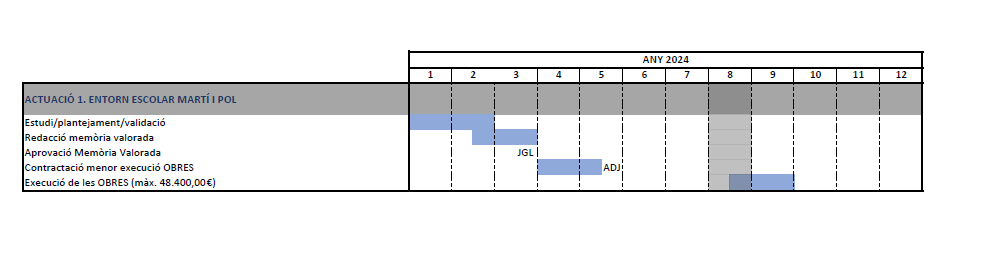 ANY 2024
1 2 3 4 5 6 7 8 9 10 11 12
ACTUACIÓ 1. ENTORN ESCOLAR MARTÍ I POL
Estudi/plantejament/validació
Redacció memòria valorada
Aprovació Memòria Valorada JGL
Contractació menor execució OBRES ADJ
Execució de les OBRES (màx. 48.400,00€)